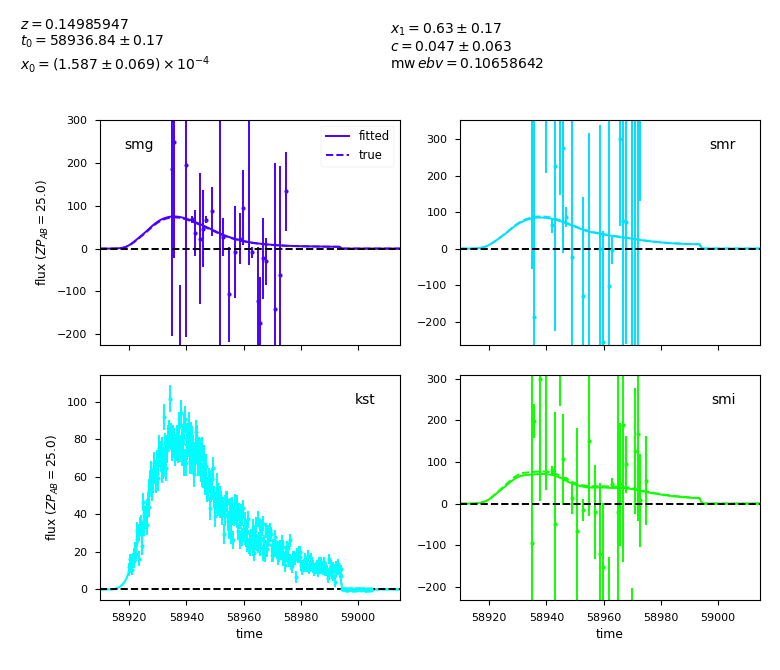 z = 0.14985947
t₀ = 58936.84 ± 0.17
x₀ = (1.587 ± 0.069) × 10⁻⁴
x₁ = 0.63 ± 0.17
c = 0.047 ± 0.063
mw ebv = 0.10658642
300
200
100
0
−100
−200
flux (ZP_AB = 25.0)
smg
fitted
true
300
200
100
0
−100
−200
smr
100
80
60
40
20
0
flux (ZP_AB = 25.0)
kst
58920 58940 58960 58980 59000
time
300
200
100
0
−100
−200
smi
58920 58940 58960 58980 59000
time